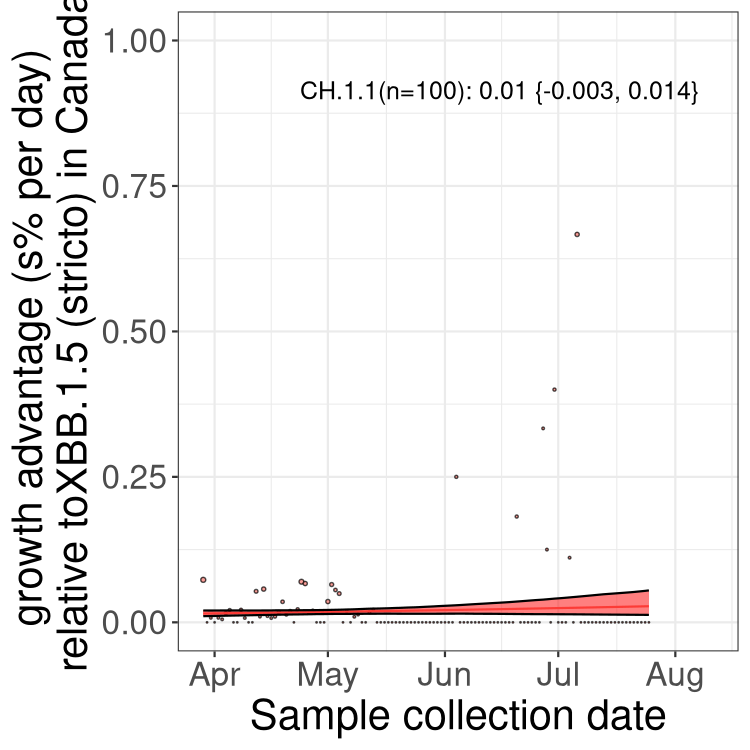 growth advantage (s% per day)
relative toXBB.1.5 (stricto) in Canada
1.00
0.75
0.50
0.25
0.00
CH.1.1(n=100): 0.01 {-0.003, 0.014}
Apr May Jun Jul Aug
Sample collection date